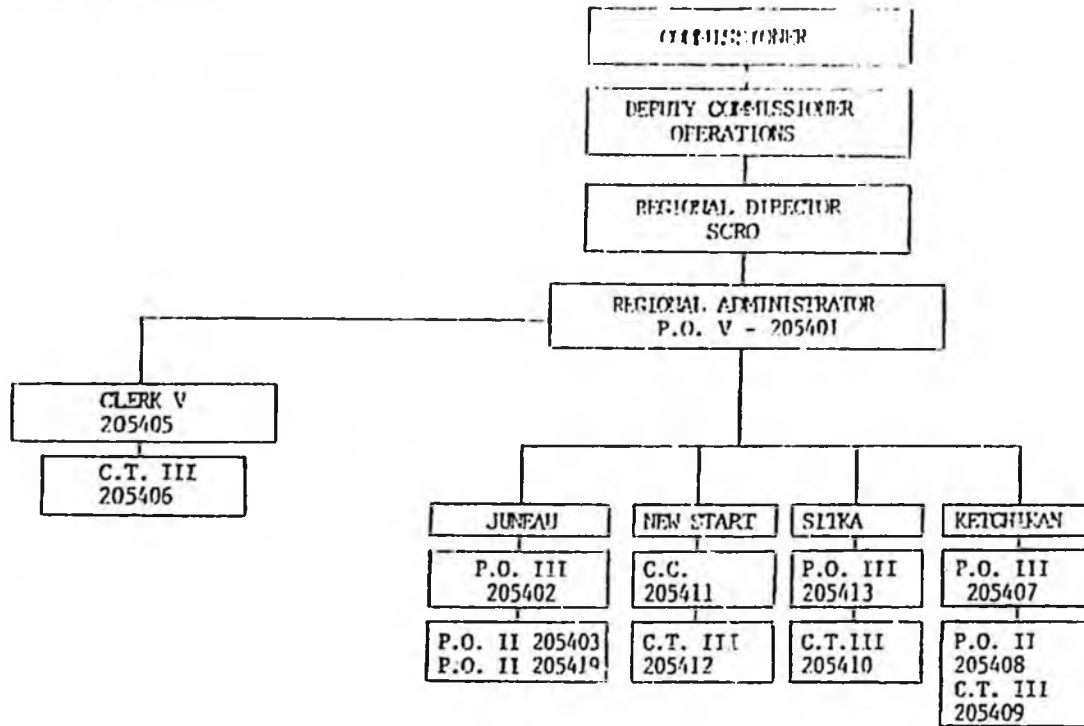 COMMISSIONER
DEPUTY COMMISSIONER
OPERATIONS
REGIONAL DIRECTOR
SCRO
REGIONAL ADMINISTRATOR
P.O. V - 205401
CLERK V
205405
C.T. III
205406
JUNEAU
P.O. III
205402
P.O. II 205403
P.O. II 205419
NEW START
C.C.
205411
C.T. III
205412
SITKA
P.O. III
205413
C.T.III
205410
KETCHIKAN
P.O. III
205407
P.O. II
205408
C.T. III
205409